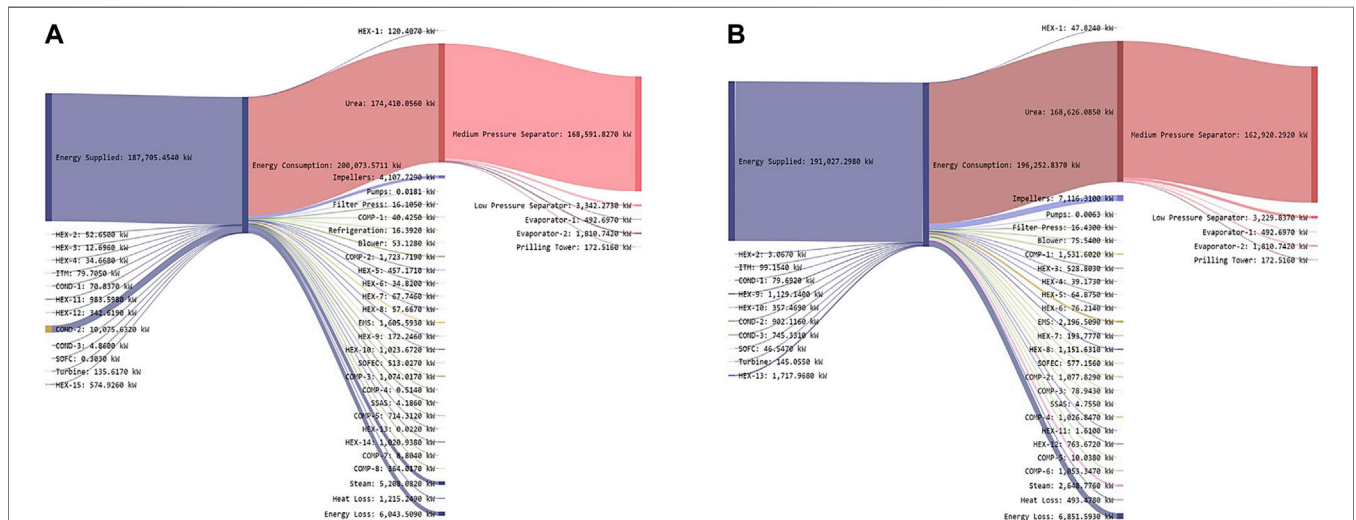 A
HEX-1: 120.4070 kW
Urea: 174,410.0560 kW
Medium Pressure Separator: 168,591.8270 kW
Energy Supplied: 187,705.4540 kW
Energy Consumption: 200,073.5711 kW
Impellers: 4,107.7290 kW
Pumps: 0.0181 kW
Filter Press: 16.1050 kW
COMP-1: 40.4250 kW
Refrigeration: 16.3920 kW
Blower: 53.1280 kW
COMP-2: 1,723.7190 kW
HEX-5: 457.1710 kW
HEX-6: 34.8200 kW
HEX-7: 67.7460 kW
HEX-8: 57.6670 kW
EMS: 1,605.5930 kW
HEX-9: 172.2460 kW
HEX-10: 1,023.6720 kW
SOFEC: 513.0270 kW
COMP-3: 1,074.0170 kW
COMP-4: 0.5140 kW
SSAS: 4.1860 kW
COMP-5: 714.3120 kW
HEX-13: 0.0220 kW
HEX-14: 1,020.9380 kW
COMP-7: 8.8040 kW
COMP-8: 364.0170 kW
Steam: 5,208.0820 kW
Heat Loss: 1,215.2490 kW
Energy Loss: 6,043.5090 kW
Low Pressure Separator: 3,342.2730 kW
Evaporator-1: 492.6970 kW
Evaporator-2: 1,810.7420 kW
Prilling Tower: 172.5160 kW
HEX-2: 52.6500 kW
HEX-3: 12.6960 kW
HEX-4: 34.6680 kW
ITM: 79.7050 kW
COND-1: 70.8370 kW
HEX-11: 983.5980 kW
HEX-12: 342.6190 kW
COND-2: 10,075.6320 kW
COND-3: 4.8600 kW
SOFC: 0.3030 kW
Turbine: 135.6170 kW
HEX-15: 574.9260 kW
B
HEX-1: 47.8240 kW
Urea: 168,626.0850 kW
Medium Pressure Separator: 162,920.2920 kW
Energy Supplied: 191,027.2980 kW
Energy Consumption: 196,252.8370 kW
Impellers: 7,116.3100 kW
Pumps: 0.0063 kW
Filter Press: 16.4300 kW
Blower: 75.5400 kW
COMP-1: 1,531.6020 kW
HEX-3: 528.8030 kW
HEX-4: 39.1730 kW
HEX-5: 64.8750 kW
HEX-6: 76.2140 kW
EMS: 2,196.5090 kW
HEX-7: 193.7770 kW
HEX-8: 1,151.6310 kW
SOFEC: 577.1560 kW
COMP-2: 1,077.8290 kW
COMP-3: 78.9430 kW
SSAS: 4.7550 kW
COMP-4: 1,026.8470 kW
HEX-11: 1.6100 kW
HEX-12: 763.6720 kW
COMP-5: 10.0380 kW
COMP-6: 1,053.3470 kW
Steam: 2,648.7760 kW
Heat Loss: 493.4780 kW
Energy Loss: 6,851.5930 kW
Low Pressure Separator: 3,229.8370 kW
Evaporator-1: 492.6970 kW
Evaporator-2: 1,810.7420 kW
Prilling Tower: 172.5160 kW
HEX-2: 3.0670 kW
ITM: 99.1540 kW
COND-1: 79.6920 kW
HEX-9: 1,129.1400 kW
HEX-10: 357.4690 kW
COND-2: 902.1160 kW
COND-3: 745.3310 kW
SOFC: 46.5470 kW
Turbine: 145.0550 kW
HEX-13: 1,717.9680 kW